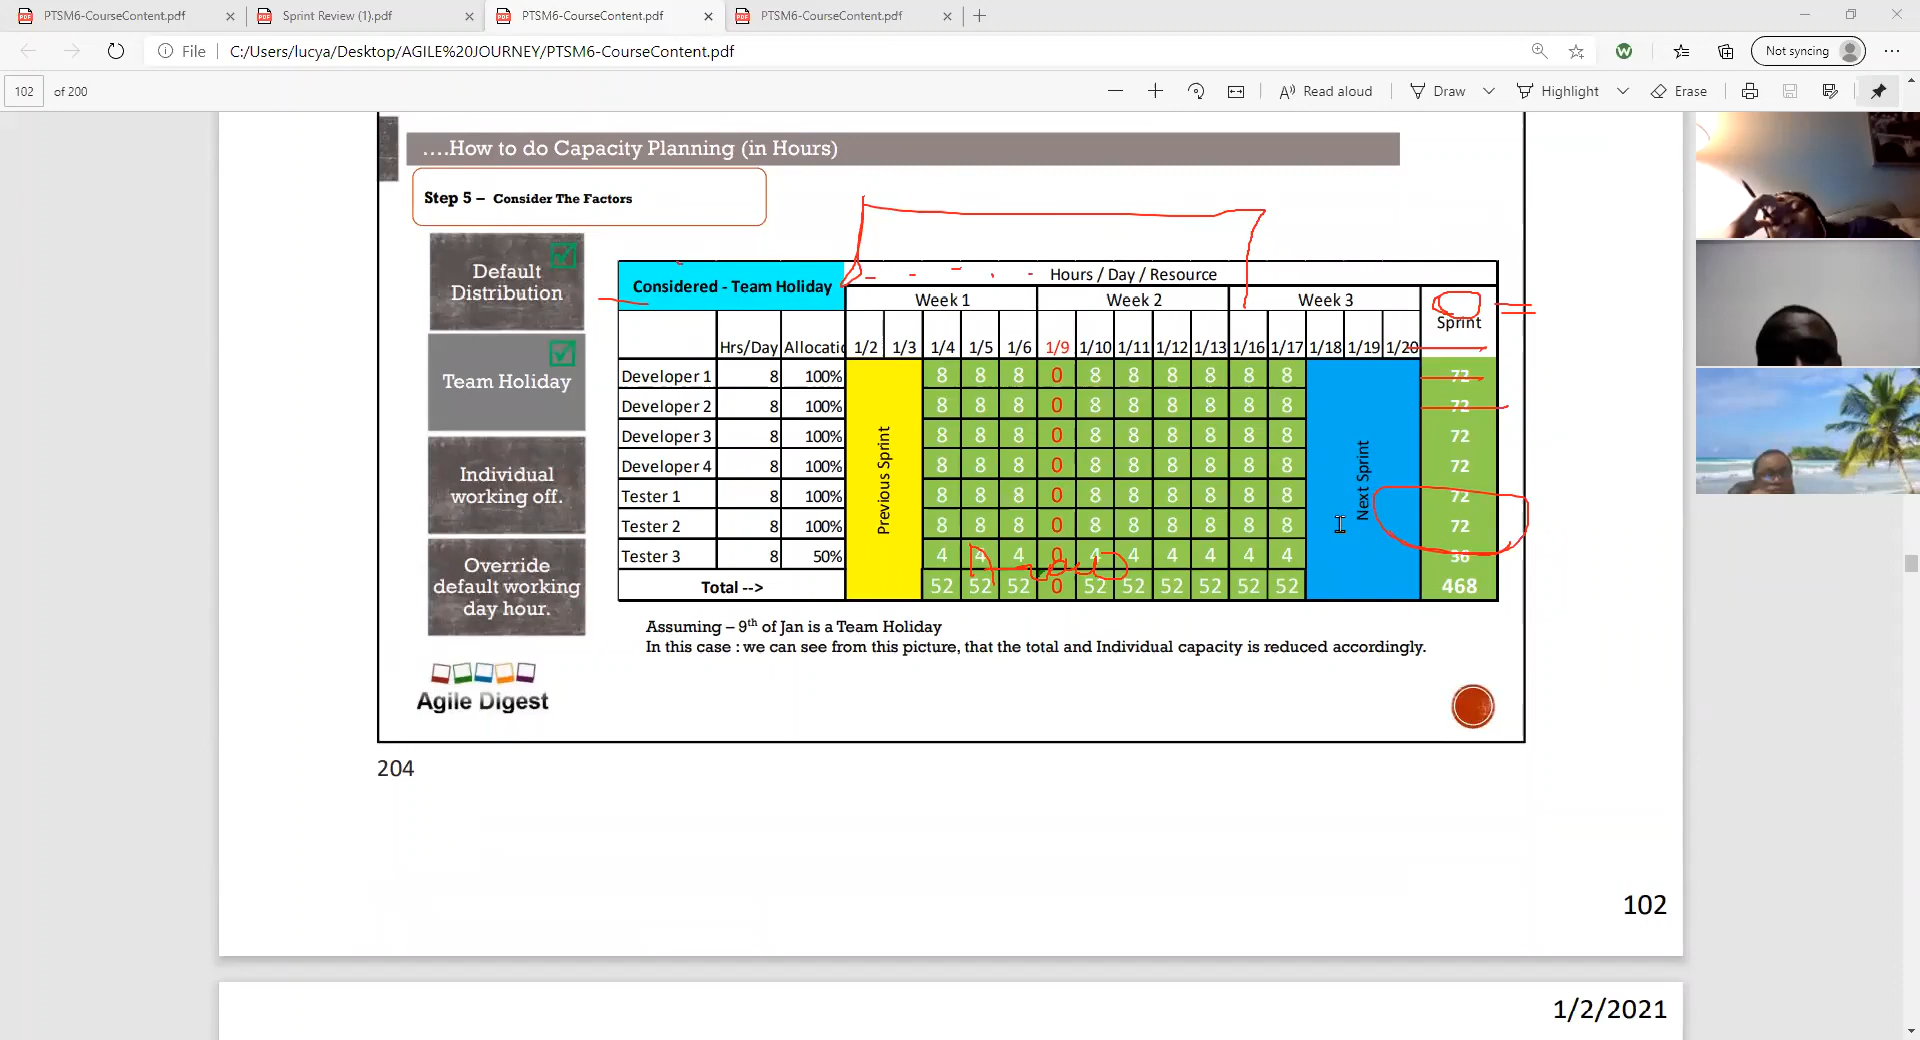 PTSM6-CourseContent.pdf
Sprint Review (1).pdf
PTSM6-CourseContent.pdf
PTSM6-CourseContent.pdf
File C:/Users/lucya/Desktop/AGILE%20JOURNEY/PTSM6-CourseContent.pdf
Not syncing
102 of 200
Read aloud
Draw
Highlight
Erase
....How to do Capacity Planning (in Hours)
Step 5 – Consider The Factors
Default
Distribution
Team Holiday
Individual
working off.
Override
default working
day hour.
Considered - Team Holiday
Hours / Day / Resource
Week 1 Week 2 Week 3
Sprint
Hrs/Day Allocatio 1/2 1/3 1/4 1/5 1/6 1/9 1/10 1/11 1/12 1/13 1/16 1/17 1/18 1/19 1/20
Developer 1 8 100% 8 8 8 0 8 8 8 8 8 8 72
Developer 2 8 100% 8 8 8 0 8 8 8 8 8 8 72
Developer 3 8 100% 8 8 8 0 8 8 8 8 8 8 72
Developer 4 8 100% 8 8 8 0 8 8 8 8 8 8 72
Tester 1 8 100% 8 8 8 0 8 8 8 8 8 8 72
Tester 2 8 100% 8 8 8 0 8 8 8 8 8 8 72
Tester 3 8 50% 4 4 4 0 4 4 4 4 4 4 36
Total --> 52 52 52 0 52 52 52 52 52 52 468
Previous Sprint
Next Sprint
Assuming – 9th of Jan is a Team Holiday
In this case : we can see from this picture, that the total and Individual capacity is reduced accordingly.
Agile Digest
204
102
1/2/2021